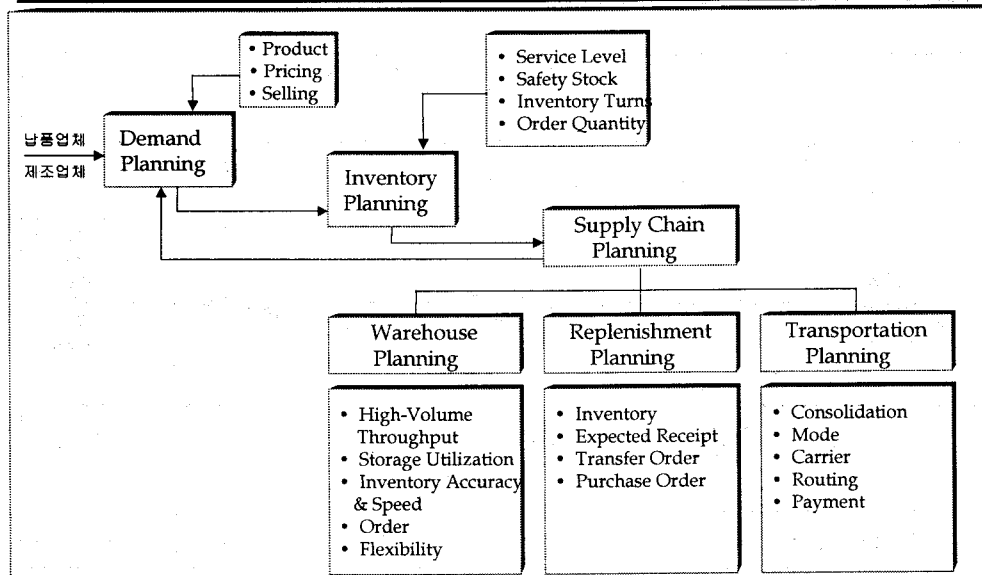 • Product
• Pricing
• Selling
• Service Level
• Safety Stock
• Inventory Turns
• Order Quantity
납품업체
제조업체
Demand
Planning
Inventory
Planning
Supply Chain
Planning
Warehouse
Planning
Replenishment
Planning
Transportation
Planning
• High-Volume
Throughput
• Storage Utilization
• Inventory Accuracy
& Speed
• Order
• Flexibility
• Inventory
• Expected Receipt
• Transfer Order
• Purchase Order
• Consolidation
• Mode
• Carrier
• Routing
• Payment